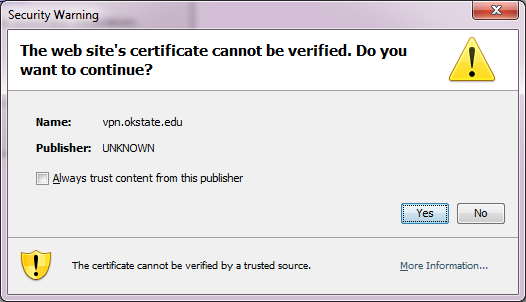 Security Warning
The web site's certificate cannot be verified. Do you
want to continue?
Name: vpn.okstate.edu
Publisher: UNKNOWN
Always trust content from this publisher
Yes No
The certificate cannot be verified by a trusted source. More Information...